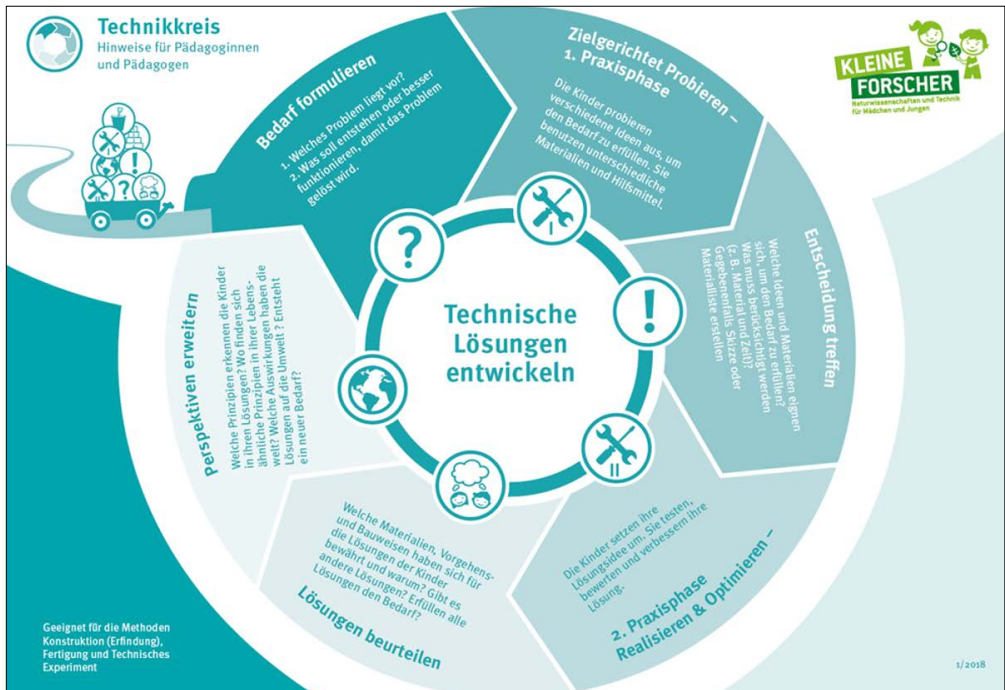 Technikkreis
Hinweise für Pädagoginnen
und Pädagogen
KLEINE
FORSCHER
Naturwissenschaften und Technik
für Mädchen und Jungen
Bedarf formulieren
1. Welches Problem liegt vor?
2. Was soll entstehen oder besser
funktionieren, damit das Problem
gelöst wird.
Zielgerichtet Probieren –
1. Praxisphase
Die Kinder probieren
verschiedene Ideen aus, um
den Bedarf zu erfüllen. Sie
benutzen unterschiedliche
Materialien und Hilfsmittel.
Entscheidung treffen
Welche Ideen und Materialien eignen
sich, um den Bedarf zu erfüllen?
Was muss berücksichtigt werden
(z. B. Material und Zeit)?
Gegebenenfalls Skizze oder
Materialliste erstellen
2. Praxisphase
Realisieren & Optimieren –
Die Kinder setzen ihre
Lösungsidee um. Sie testen,
bewerten und verbessern ihre
Lösung.
Welche Materialien, Vorgehens-
und Bauweisen haben sich für
die Lösungen der Kinder
bewährt und warum? Gibt es
andere Lösungen? Erfüllen alle
Lösungen den Bedarf?
Lösungen beurteilen
Perspektiven erweitern
Welche Prinzipien erkennen die Kinder
in ihren Lösungen? Wo finden sich
ähnliche Prinzipien in ihrer Lebens-
welt? Welche Auswirkungen haben die
Lösungen auf die Umwelt? Entsteht
ein neuer Bedarf?
Technische
Lösungen
entwickeln
?
I
!
II
? !
?
Geeignet für die Methoden
Konstruktion (Erfindung),
Fertigung und Technisches
Experiment
1/2018